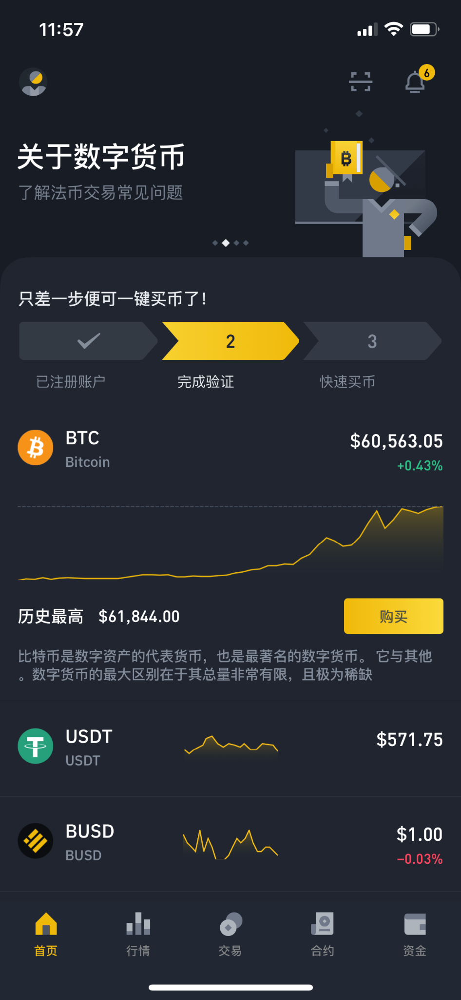 11:57
6
关于数字货币
了解法币交易常见问题
只差一步便可一键买币了！
2
3
已注册账户
完成验证
快速买币
BTC
$60,563.05
Bitcoin
+0.43%
历史最高 $61,844.00
购买
比特币是数字资产的代表货币，也是最著名的数字货币。 它与其他
。数字货币的最大区别在于其总量非常有限，且极为稀缺
USDT
$571.75
USDT
BUSD
$1.00
BUSD
-0.03%
首页
行情
交易
合约
资金